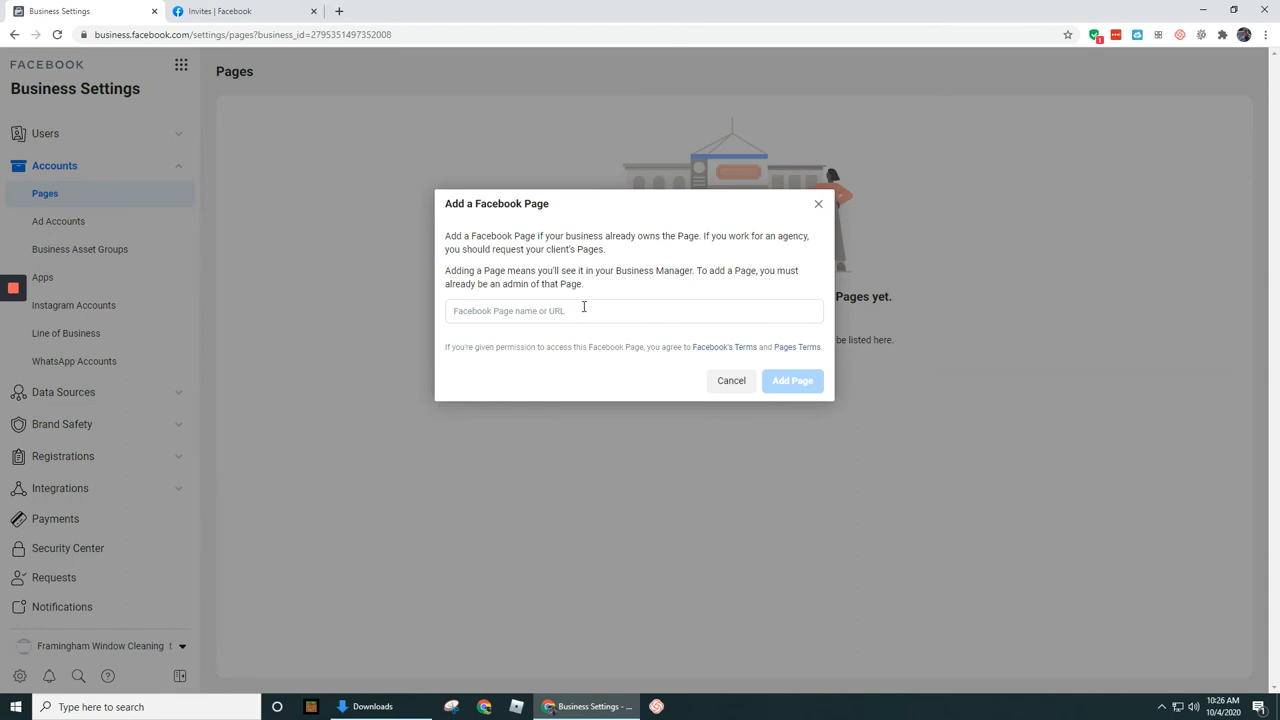 Business Settings
Invites | Facebook
business.facebook.com/settings/pages?business_id=2795351497352008
1
FACEBOOK
Business Settings
Users
Accounts
Pages
Ad Accounts
Business Asset Groups
Apps
Instagram Accounts
Line of Business
WhatsApp Accounts
Data Sources
Brand Safety
Registrations
Integrations
Payments
Security Center
Requests
Notifications
Framingham Window Cleaning t
Pages
Add a Facebook Page
Add a Facebook Page if your business already owns the Page. If you work for an agency,
you should request your client's Pages.
Adding a Page means you'll see it in your Business Manager. To add a Page, you must
already be an admin of that Page.
Facebook Page name or URL
If you're given permission to access this Facebook Page, you agree to Facebook's Terms and Pages Terms.
Cancel
Add Page
Pages yet.
be listed here.
Type here to search
Downloads
Business Settings - ...
10:26 AM
10/4/2020
1